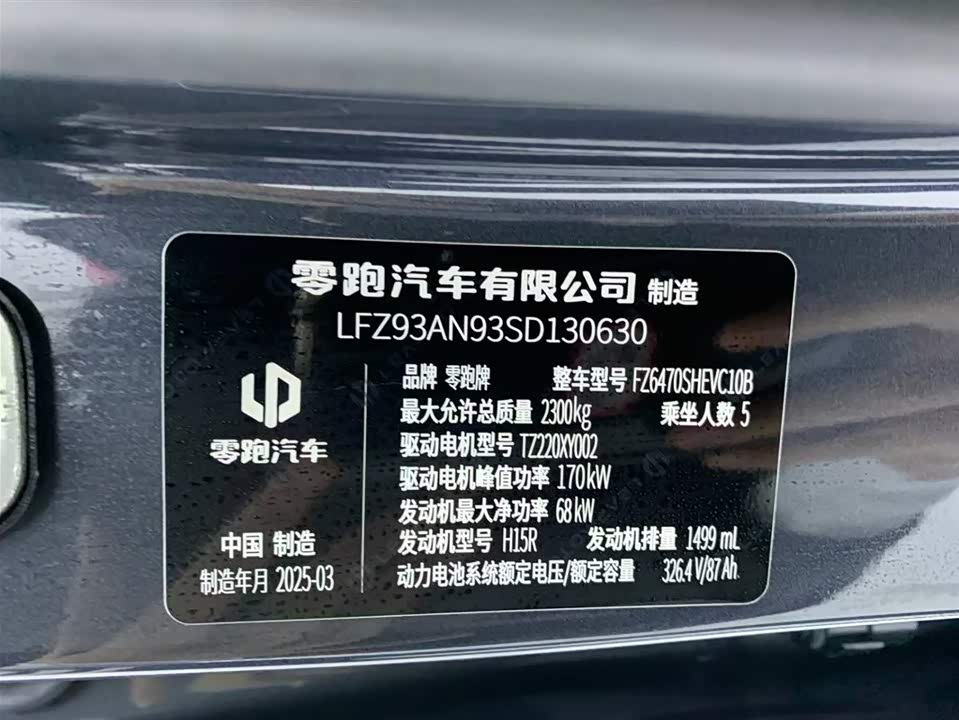 零跑汽车有限公司 制造
LFZ93AN93SD130630
品牌 零跑牌 整车型号 FZ6470SHEVC10B
最大允许总质量 2300kg 乘坐人数 5
驱动电机型号 TZ220XY002
驱动电机峰值功率 170kW
发动机最大净功率 68kW
发动机型号 H15R 发动机排量 1499mL
动力电池系统额定电压/额定容量 326.4V/87Ah
零跑汽车
中国 制造
制造年月 2025-03